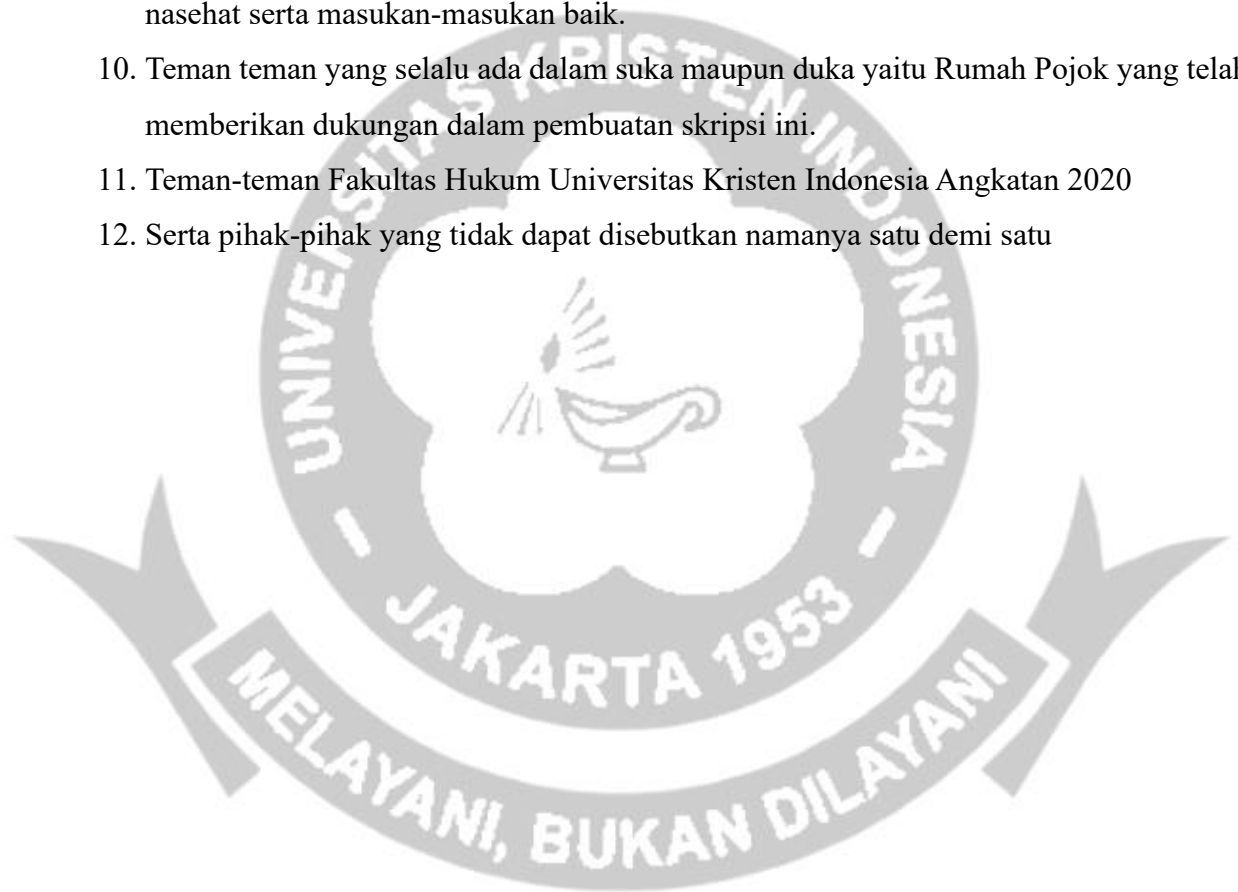 nasehat serta masukan-masukan baik.
10. Teman teman yang selalu ada dalam suka maupun duka yaitu Rumah Pojok yang telah
memberikan dukungan dalam pembuatan skripsi ini.
11. Teman-teman Fakultas Hukum Universitas Kristen Indonesia Angkatan 2020
12. Serta pihak-pihak yang tidak dapat disebutkan namanya satu demi satu
UNIVERSITAS KRISTEN INDONESIA
- JAKARTA 1953 -
MELAYANI, BUKAN DILAYANI